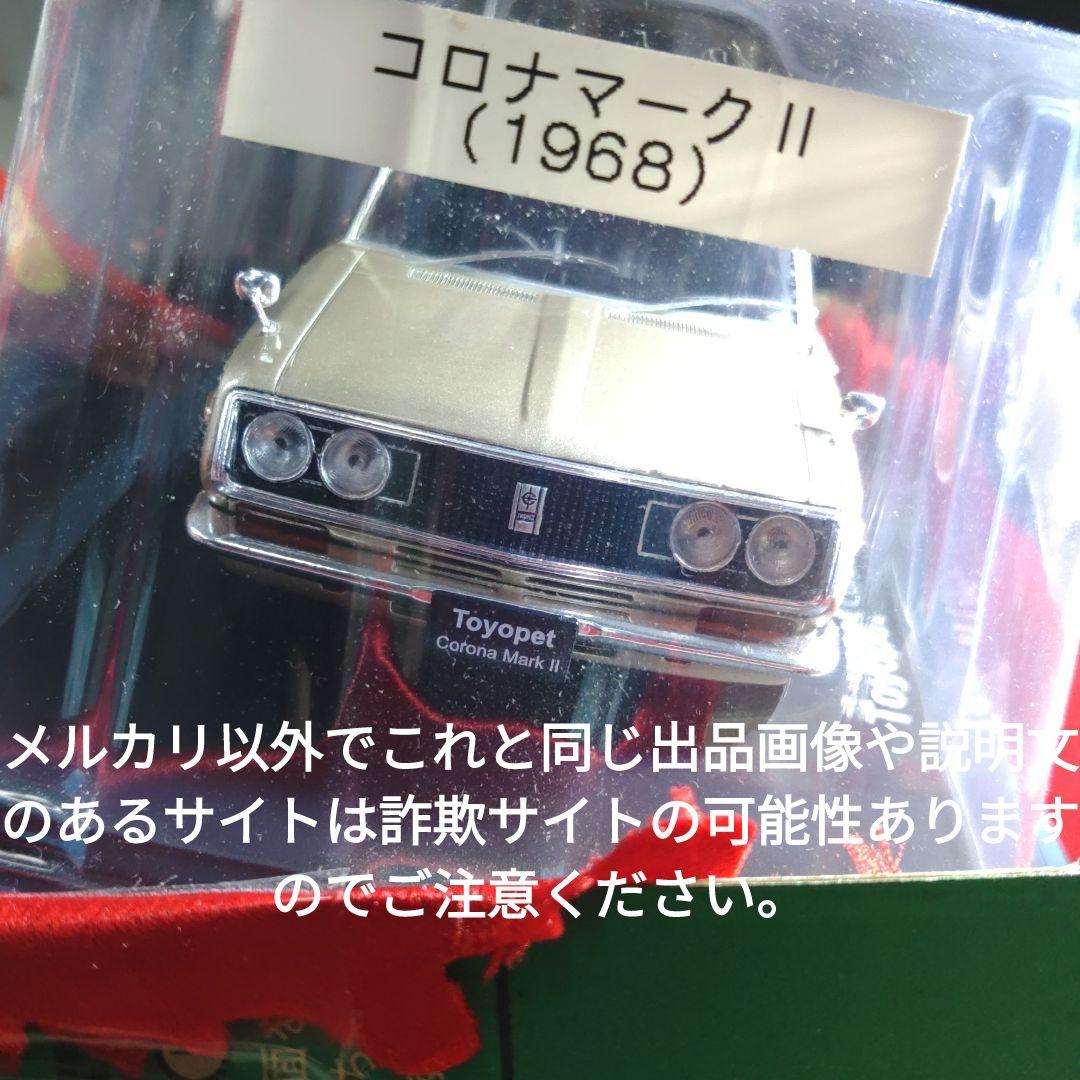 コロナマークⅡ
(1968)
Toyopet
Corona Mark II
メルカリ以外でこれと同じ出品画像や説明文
のあるサイトは詐欺サイトの可能性あります
のでご注意ください。